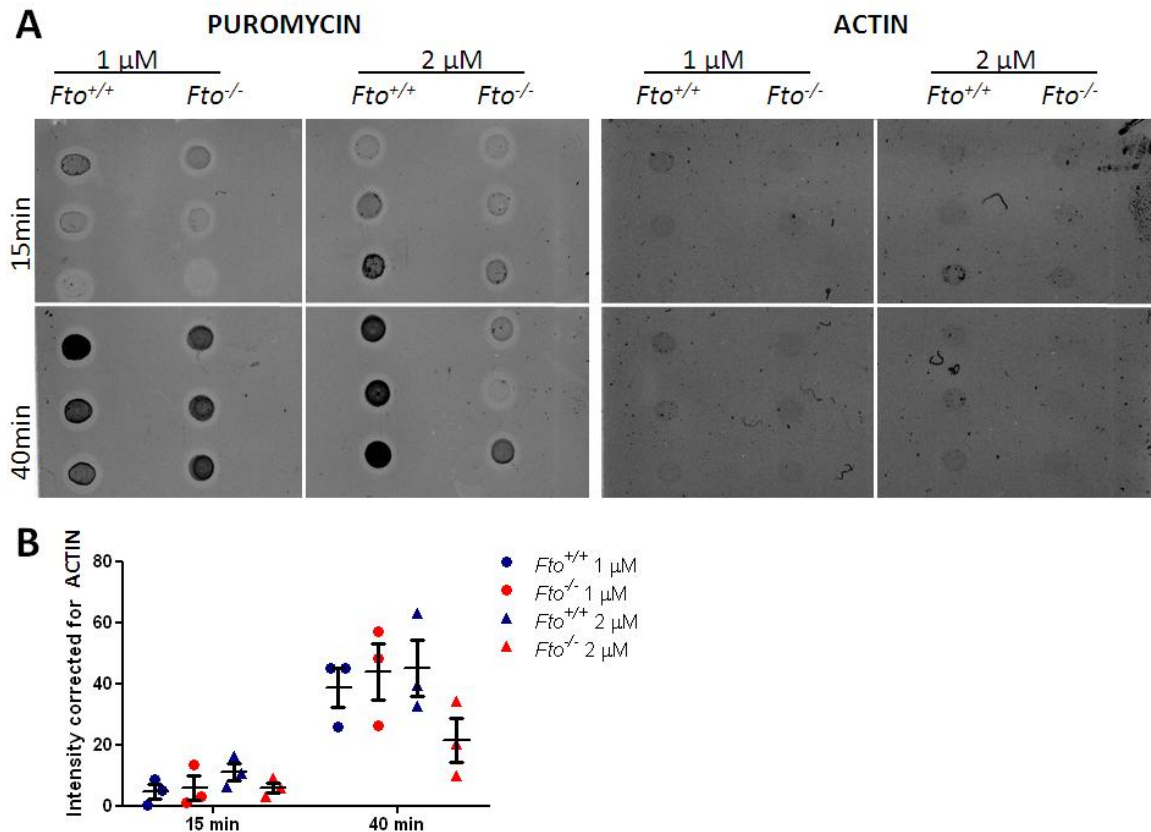 A
PUROMYCIN ACTIN
1 µM 2 µM 1 µM 2 µM
Fto+/+ Fto-/- Fto+/+ Fto-/- Fto+/+ Fto-/- Fto+/+ Fto-/-
15min
40min
B
Intensity corrected for ACTIN
80
60
40
20
0
15 min 40 min
Fto+/+ 1 µM
Fto-/- 1 µM
Fto+/+ 2 µM
Fto-/- 2 µM